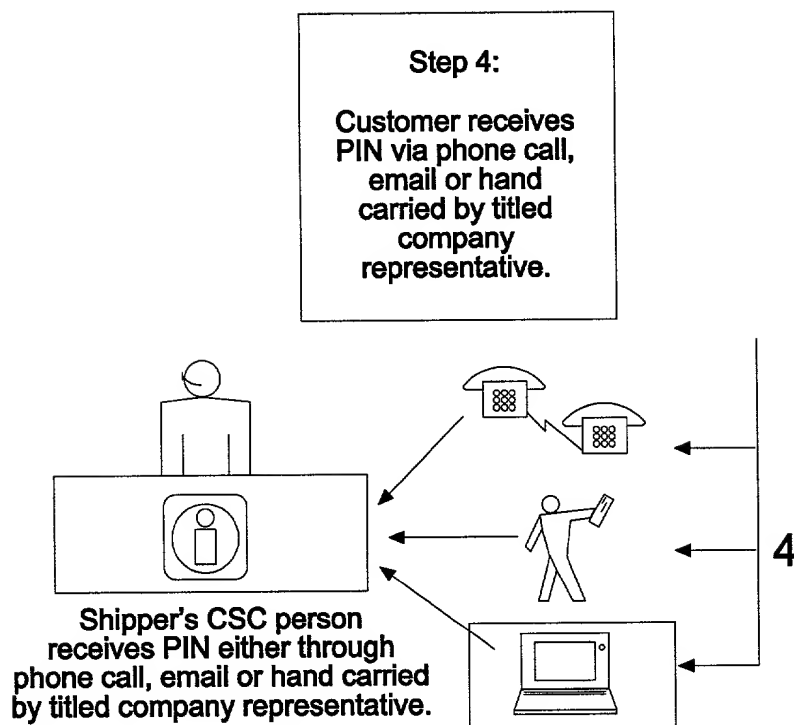 Step 4:
Customer receives
PIN via phone call,
email or hand
carried by titled
company
representative.
4
Shipper's CSC person
receives PIN either through
phone call, email or hand carried
by titled company representative.